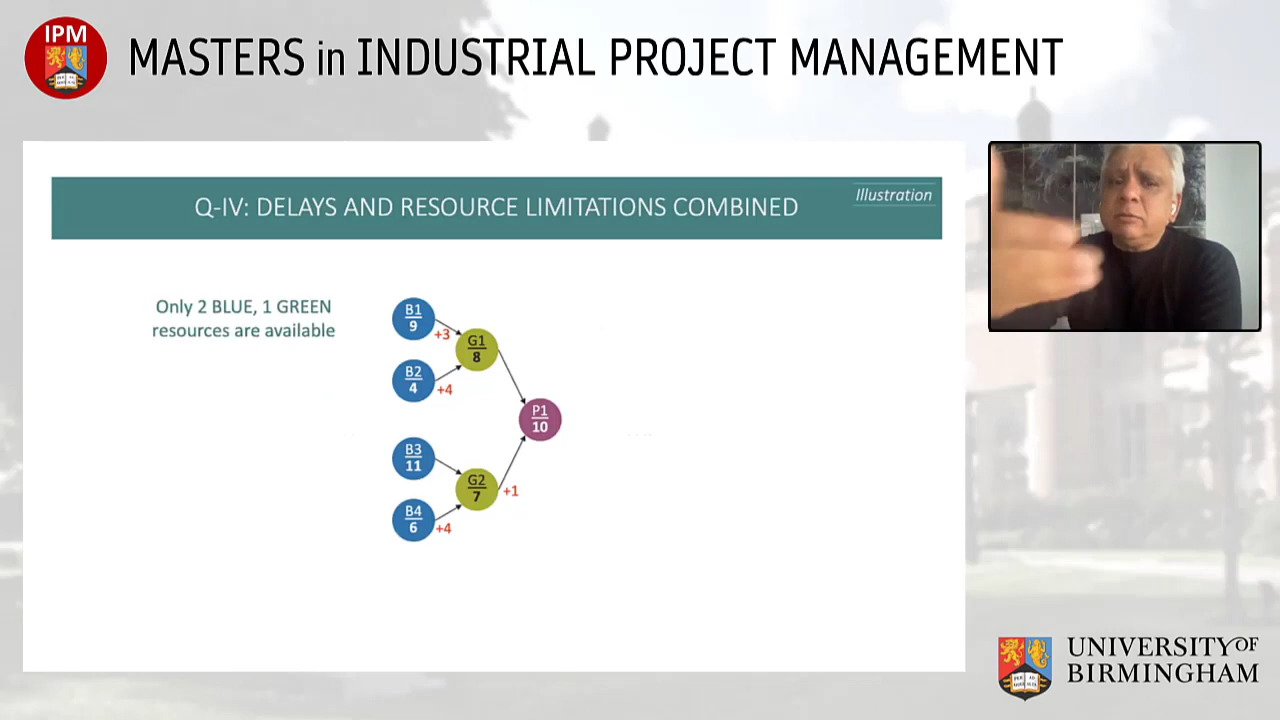 IPM
MASTERS in INDUSTRIAL PROJECT MANAGEMENT
Q-IV: DELAYS AND RESOURCE LIMITATIONS COMBINED
Illustration
Only 2 BLUE, 1 GREEN
resources are available
B1
9
+3
G1
8
B2
4
+4
P1
10
B3
11
G2
7
+1
B4
6
+4
UNIVERSITY OF
BIRMINGHAM